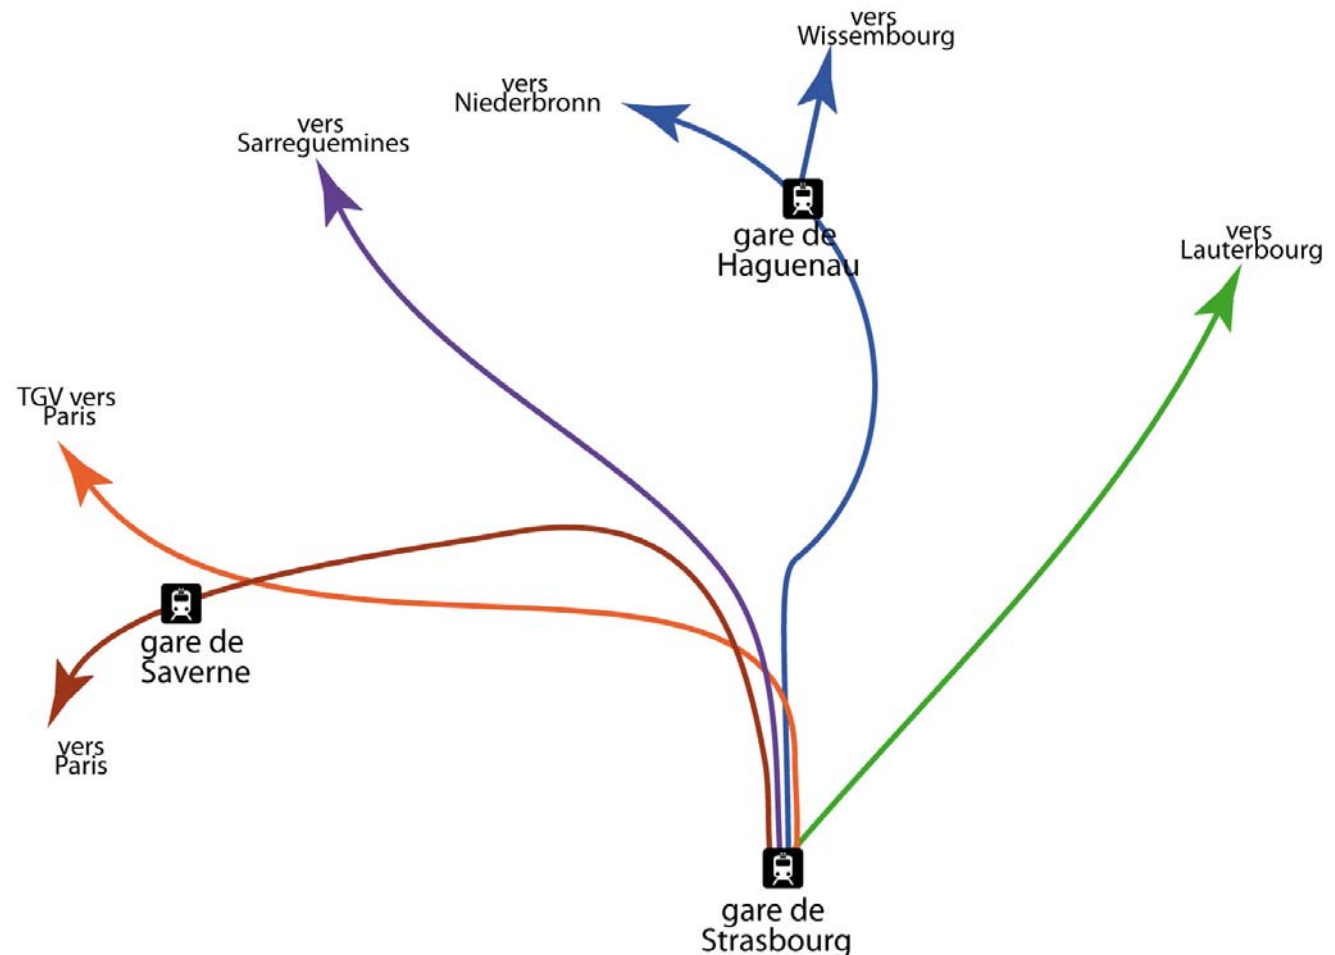 vers
Wissembourg
vers
Niederbronn
vers
Sarreguemines
gare de
Haguenau
vers
Lauterbourg
TGV vers
Paris
gare de
Saverne
vers
Paris
gare de
Strasbourg